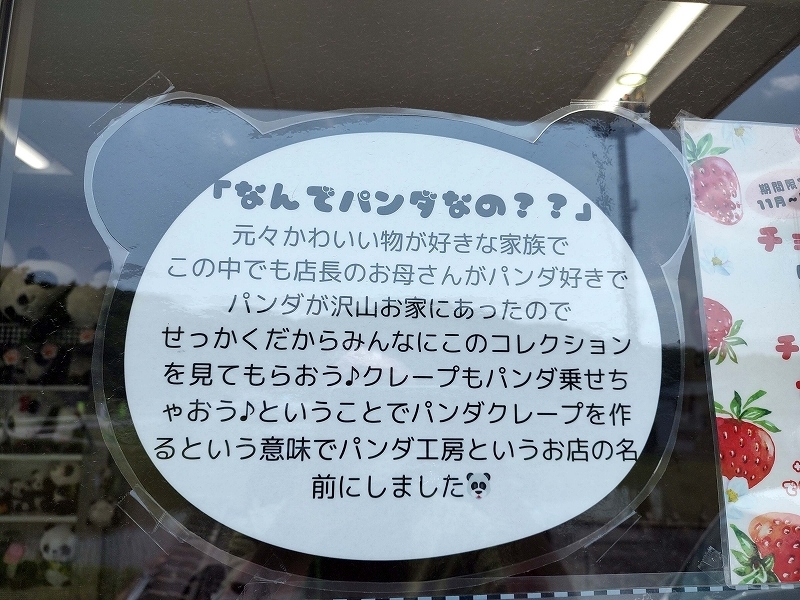 「なんでパンダなの？？」
元々かわいい物が好きな家族で
この中でも店長のお母さんがパンダ好きで
パンダが沢山お家にあったので
せっかくだからみんなにこのコレクション
を見てもらおう♪クレープもパンダ乗せち
ゃおう♪ということでパンダクレープを作
るという意味でパンダ工房というお店の名
前にしました🐼
期間限
11月~
チ